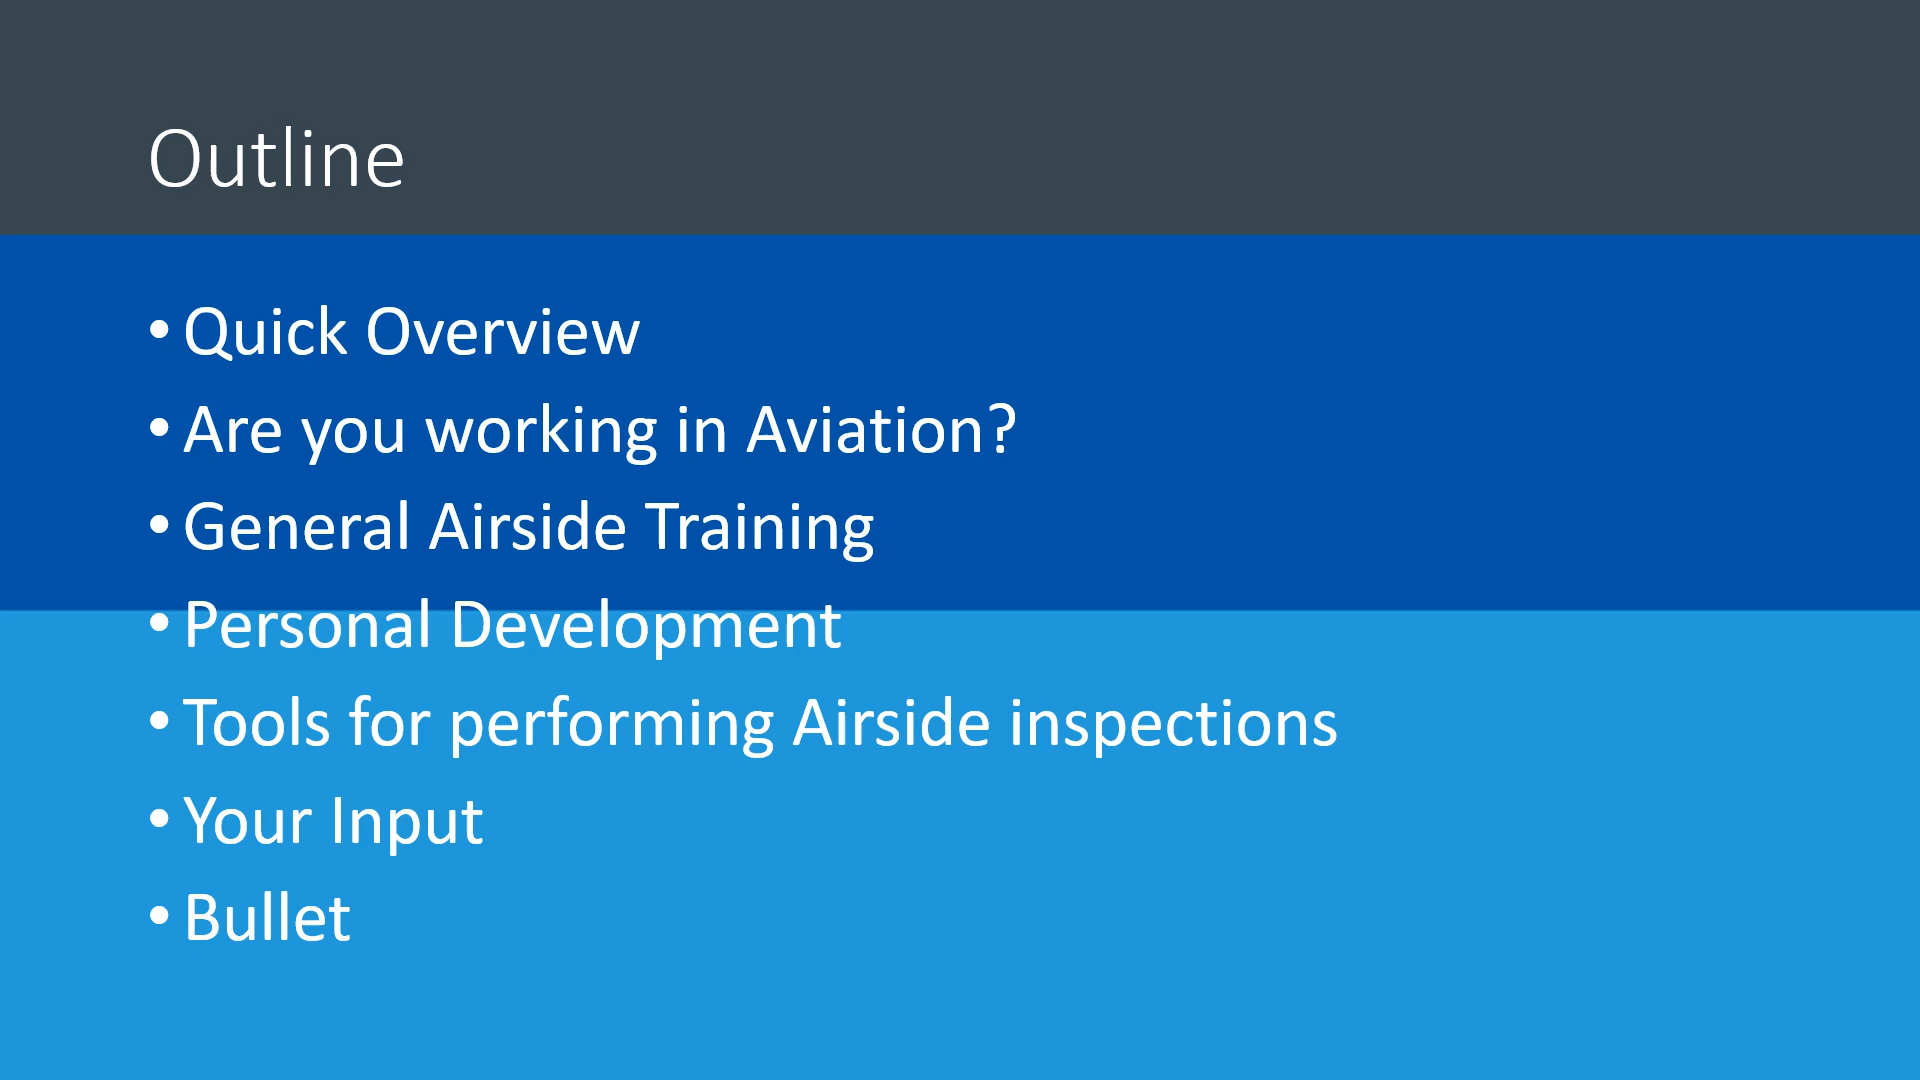 Outline
• Quick Overview
• Are you working in Aviation?
• General Airside Training
• Personal Development
• Tools for performing Airside inspections
• Your Input
• Bullet